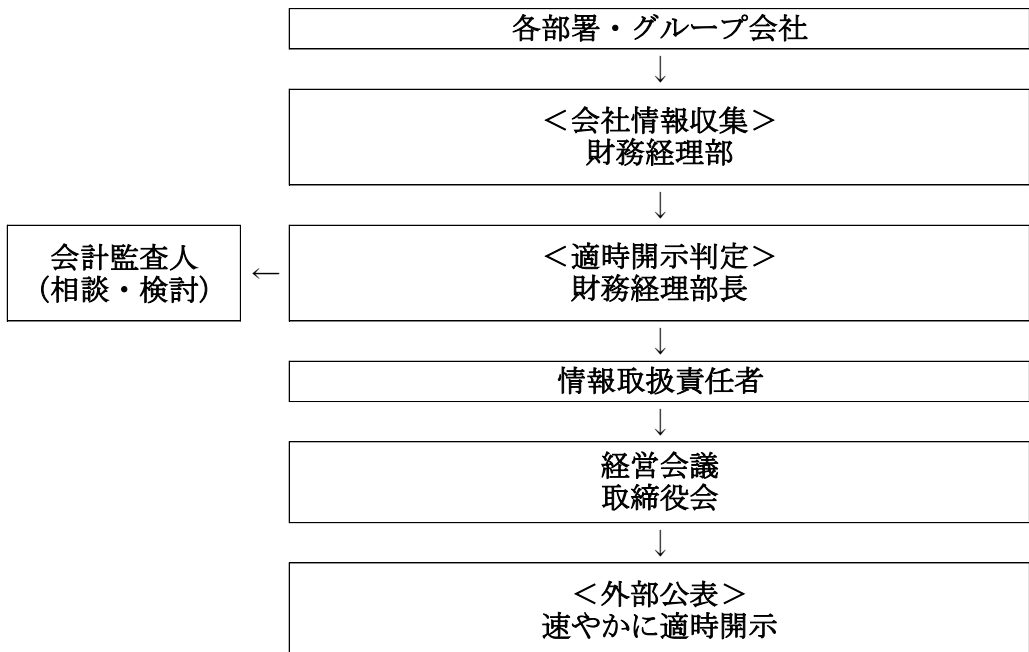 各部署・グループ会社
↓
＜会社情報収集＞
財務経理部
↓
会計監査人
(相談・検討)
←
＜適時開示判定＞
財務経理部長
↓
情報取扱責任者
↓
経営会議
取締役会
↓
＜外部公表＞
速やかに適時開示